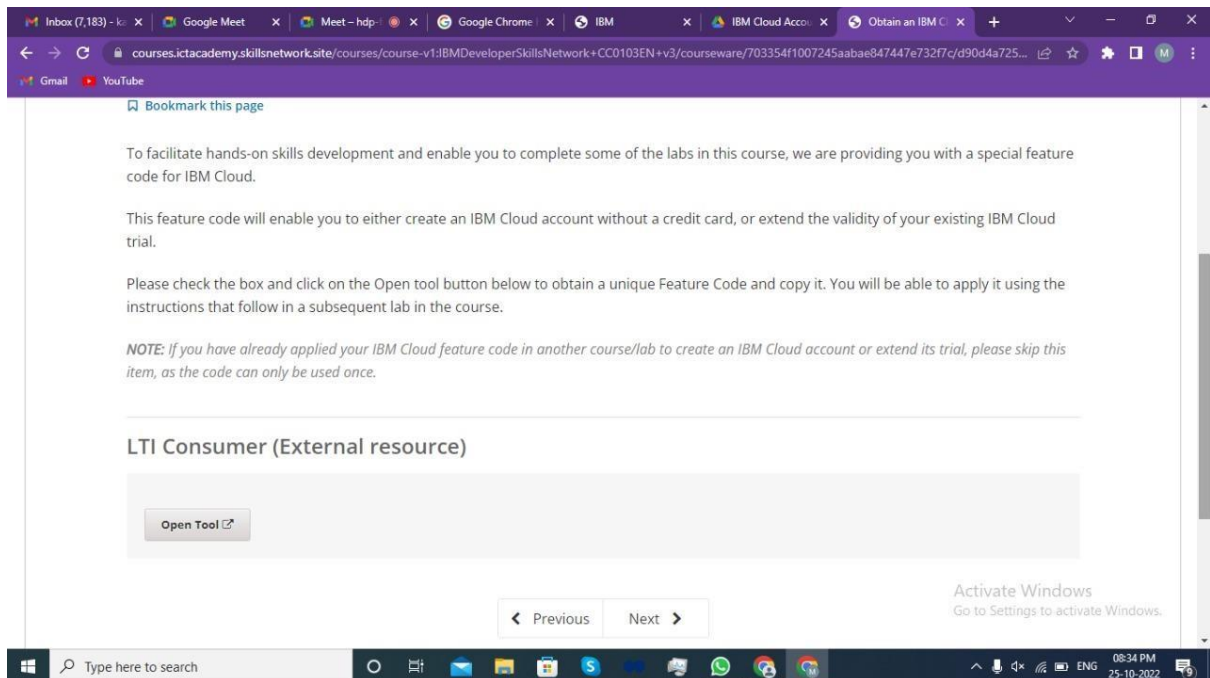 Inbox (7,183) - ka
Google Meet
Meet – hdp-
Google Chrome
IBM
IBM Cloud Accou
Obtain an IBM C
courses.ictacademy.skillsnetwork.site/courses/course-v1:IBMDeveloperSkillsNetwork+CC0103EN+v3/courseware/703354f1007245aabae847447e732f7c/d90d4a725...
M
Gmail
YouTube
Bookmark this page
To facilitate hands-on skills development and enable you to complete some of the labs in this course, we are providing you with a special feature
code for IBM Cloud.
This feature code will enable you to either create an IBM Cloud account without a credit card, or extend the validity of your existing IBM Cloud
trial.
Please check the box and click on the Open tool button below to obtain a unique Feature Code and copy it. You will be able to apply it using the
instructions that follow in a subsequent lab in the course.
NOTE: If you have already applied your IBM Cloud feature code in another course/lab to create an IBM Cloud account or extend its trial, please skip this
item, as the code can only be used once.
LTI Consumer (External resource)
Open Tool
Previous Next
Activate Windows
Go to Settings to activate Windows.
Type here to search
ENG
08:34 PM
25-10-2022
9